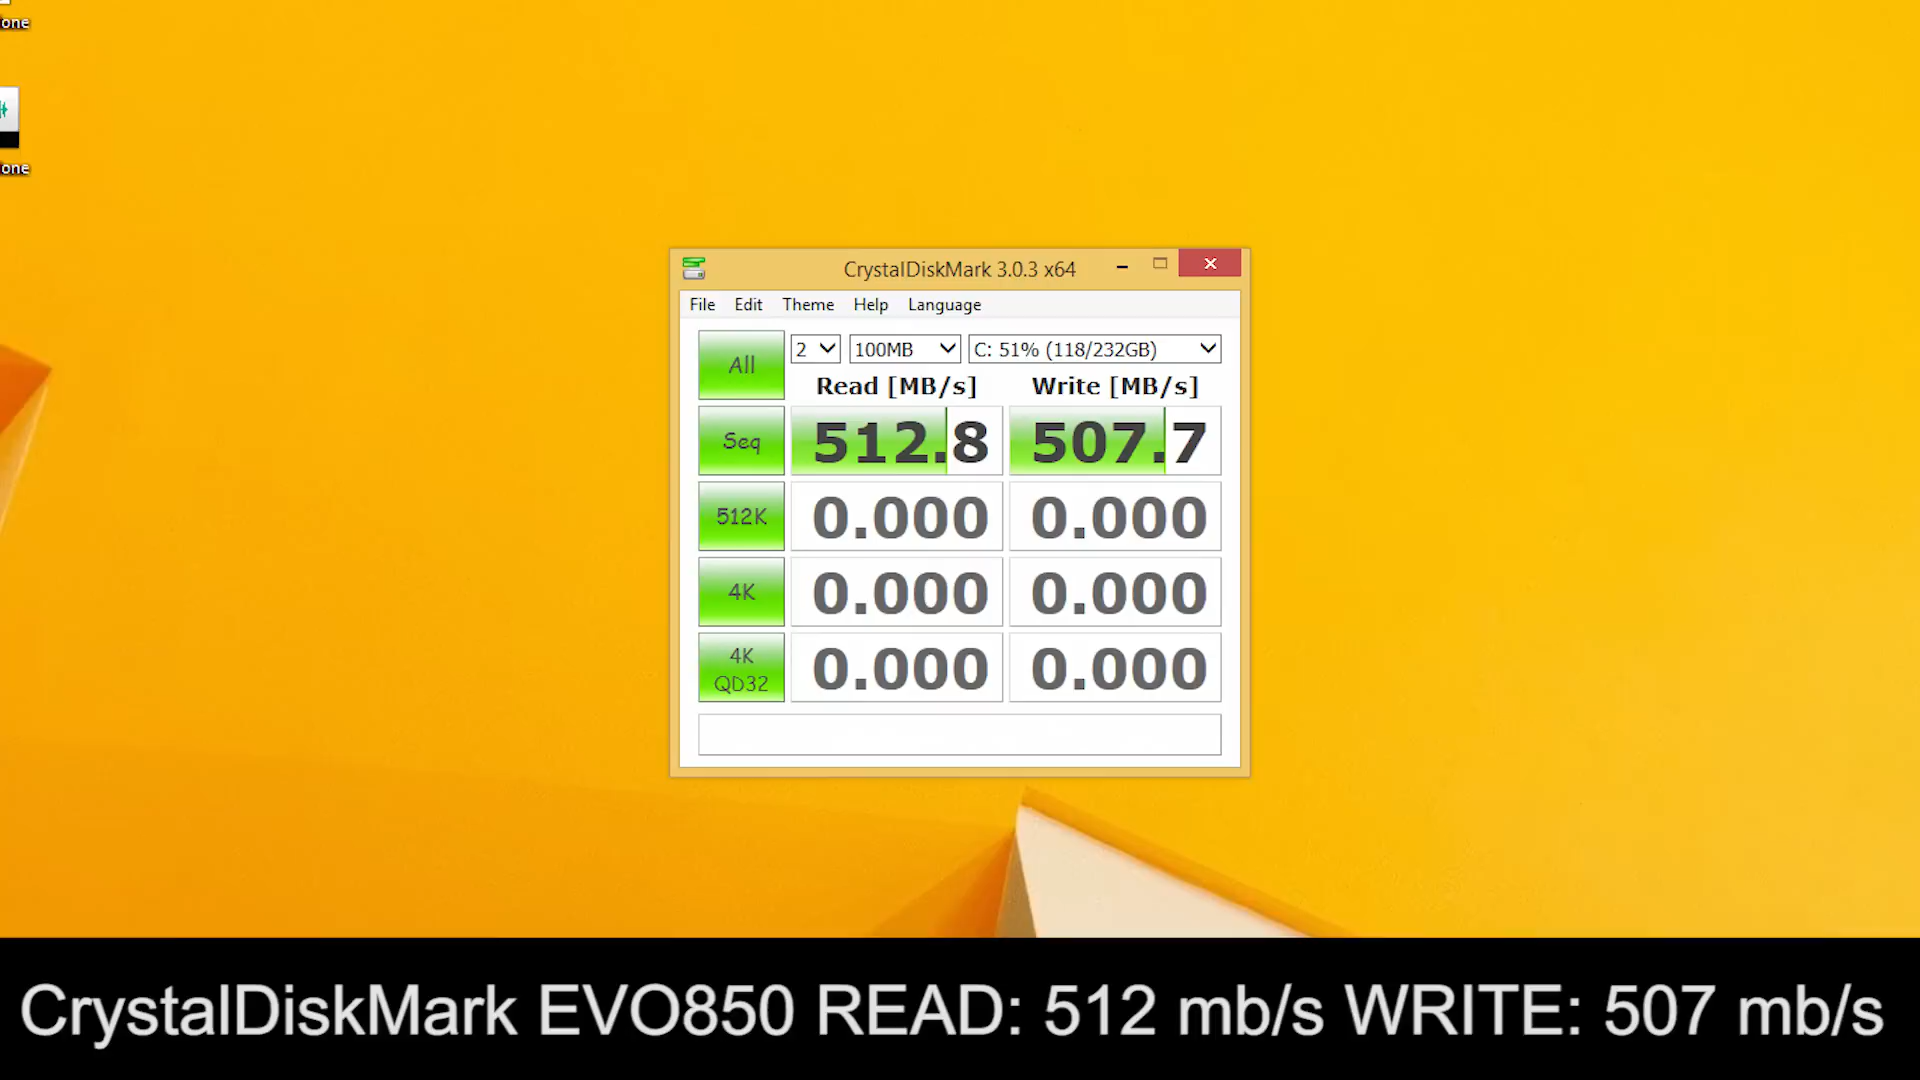 one
one
CrystalDiskMark 3.0.3 x64
File Edit Theme Help Language
All 2 100MB C: 51% (118/232GB)
Read [MB/s] Write [MB/s]
Seq 512.8 507.7
512K 0.000 0.000
4K 0.000 0.000
4K
QD32 0.000 0.000
CrystalDiskMark EVO850 READ: 512 mb/s WRITE: 507 mb/s